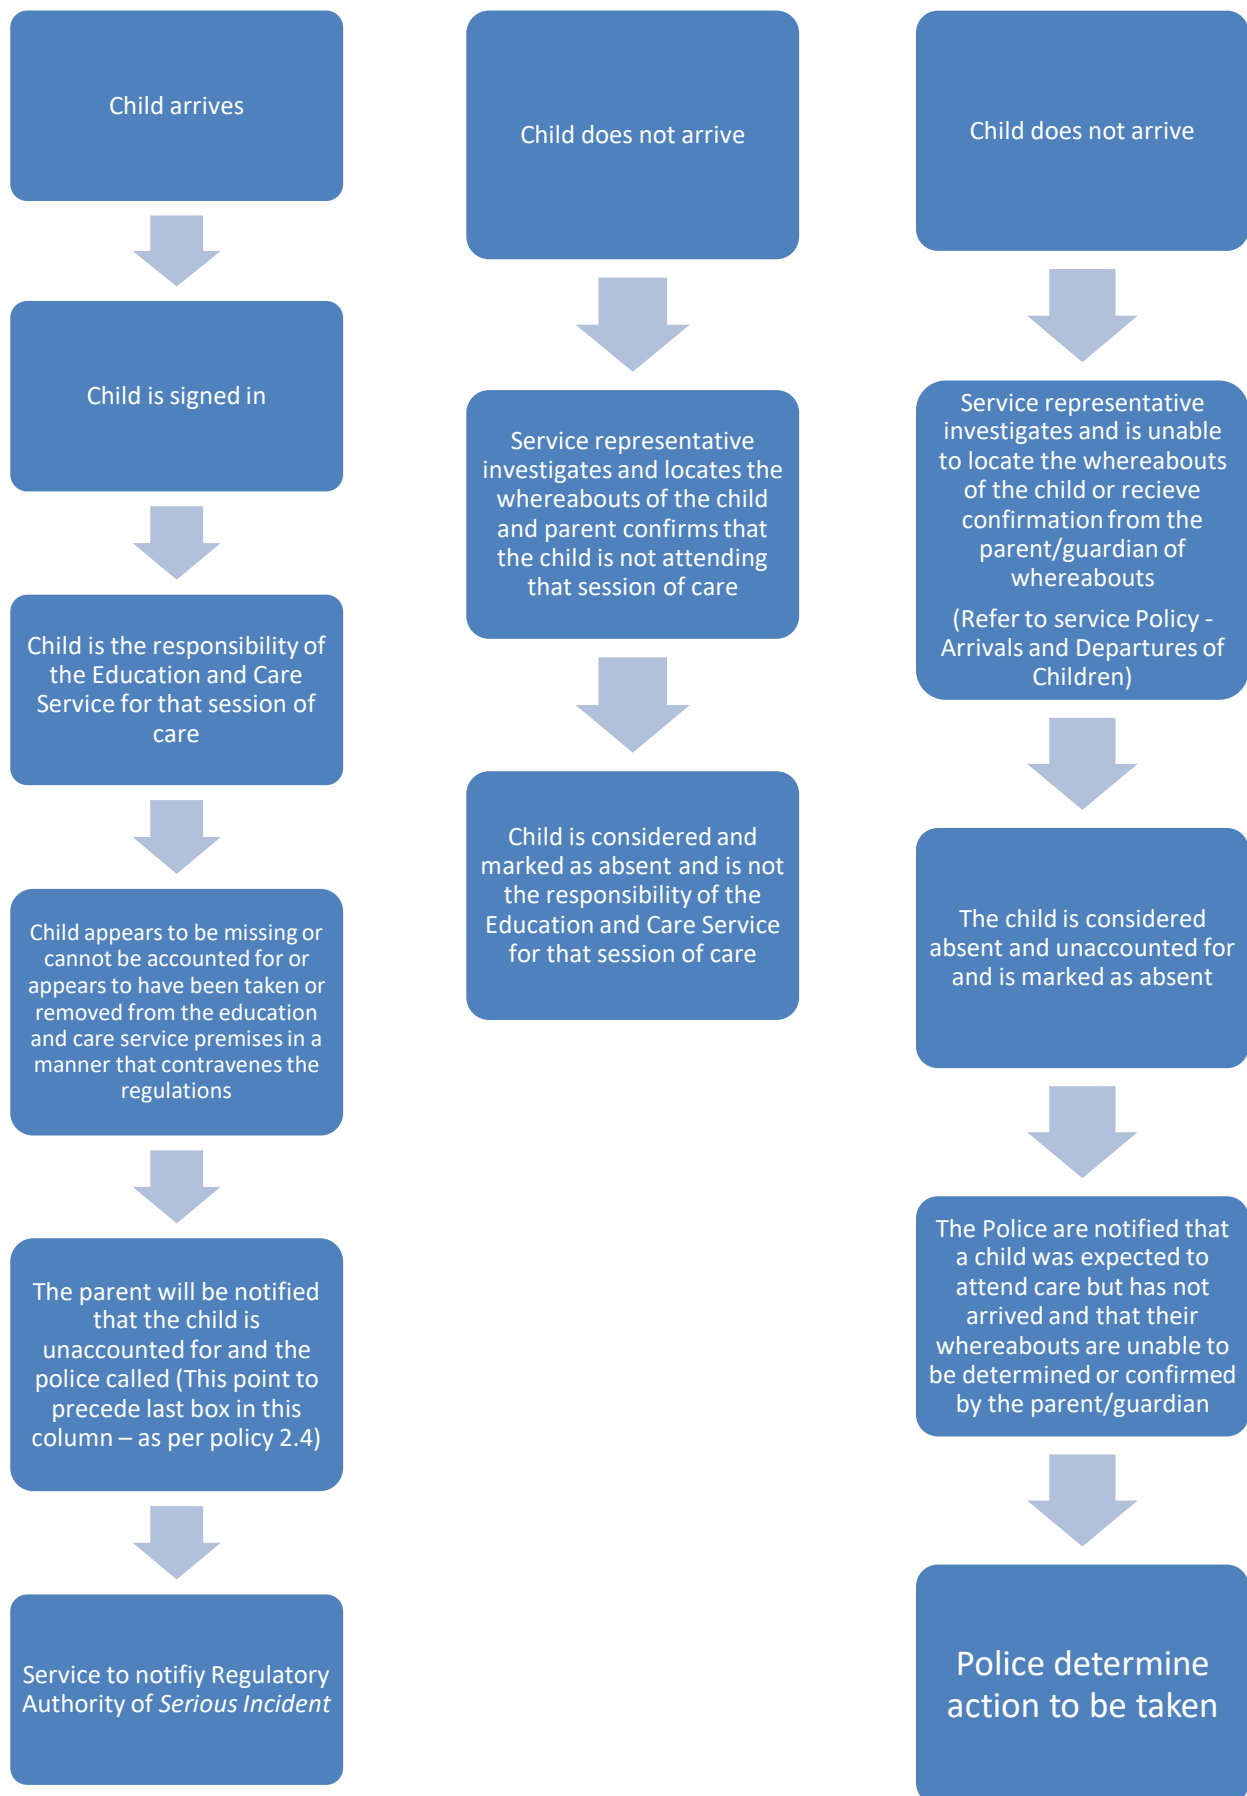 Child arrives
Child is signed in
Child is the responsibility of
the Education and Care
Service for that session of
care
Child appears to be missing or
cannot be accounted for or
appears to have been taken or
removed from the education
and care service premises in a
manner that contravenes the
regulations
The parent will be notified
that the child is
unaccounted for and the
police called (This point to
precede last box in this
column – as per policy 2.4)
Service to notifiy Regulatory
Authority of Serious Incident
Child does not arrive
Service representative
investigates and locates the
whereabouts of the child
and parent confirms that
the child is not attending
that session of care
Child is considered and
marked as absent and is not
the responsibility of the
Education and Care Service
for that session of care
Child does not arrive
Service representative
investigates and is unable
to locate the whereabouts
of the child or recieve
confirmation from the
parent/guardian of
whereabouts
(Refer to service Policy -
Arrivals and Departures of
Children)
The child is considered
absent and unaccounted for
and is marked as absent
The Police are notified that
a child was expected to
attend care but has not
arrived and that their
whereabouts are unable to
be determined or confirmed
by the parent/guardian
Police determine
action to be taken